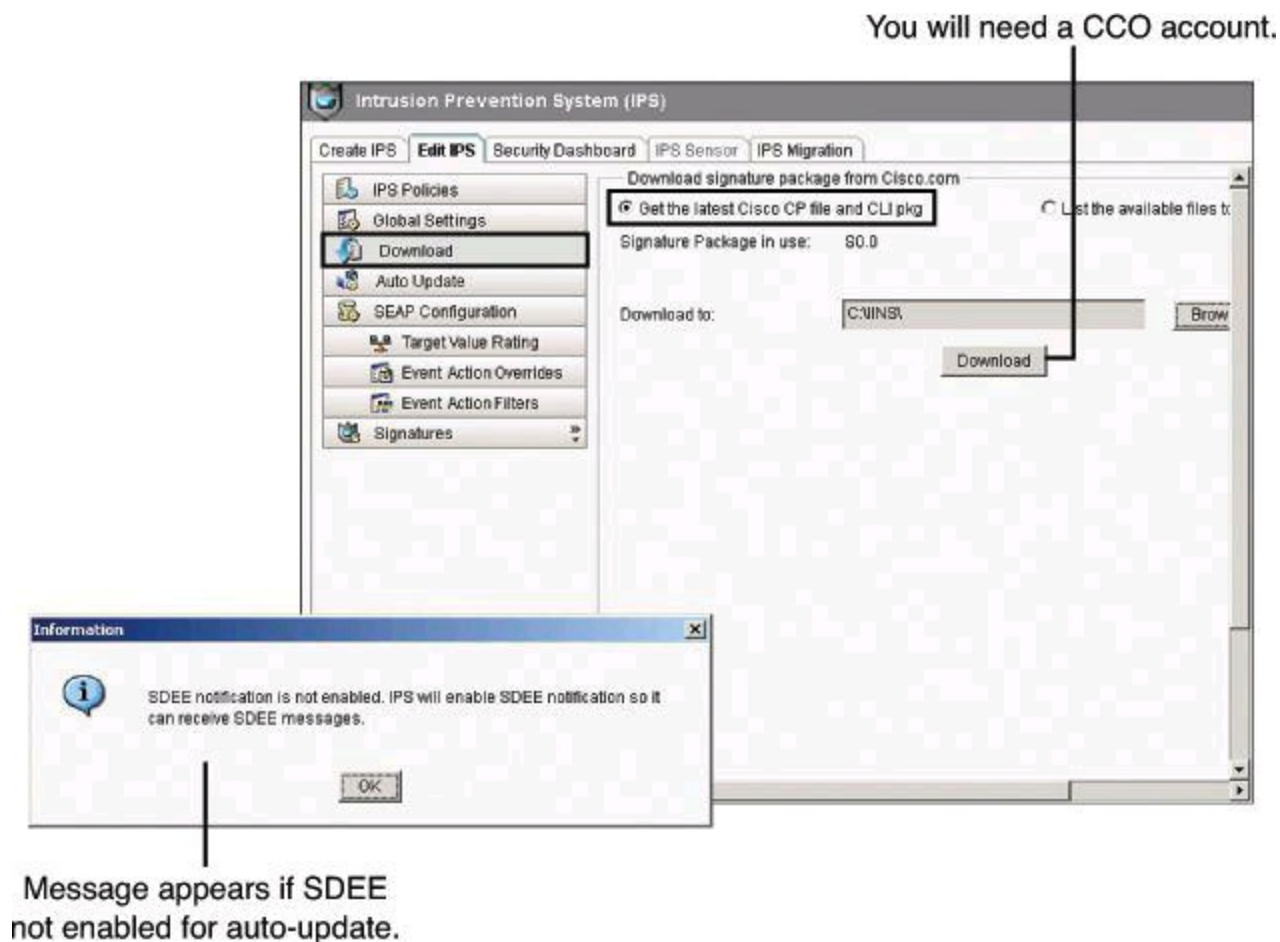 You will need a CCO account.
Intrusion Prevention System (IPS)
Create IPS Edit IPS Security Dashboard IPS Sensor IPS Migration
IPS Policies
Global Settings
Download
Auto Update
SEAP Configuration
Target Value Rating
Event Action Overrides
Event Action Filters
Signatures
Download signature package from Cisco.com
Get the latest Cisco CP file and CLI pkg
List the available files to
Signature Package in use: S0.0
Download to: C:\IINS\ Brow
Download
Information
SDEE notification is not enabled. IPS will enable SDEE notification so it
can receive SDEE messages.
OK
Message appears if SDEE
not enabled for auto-update.